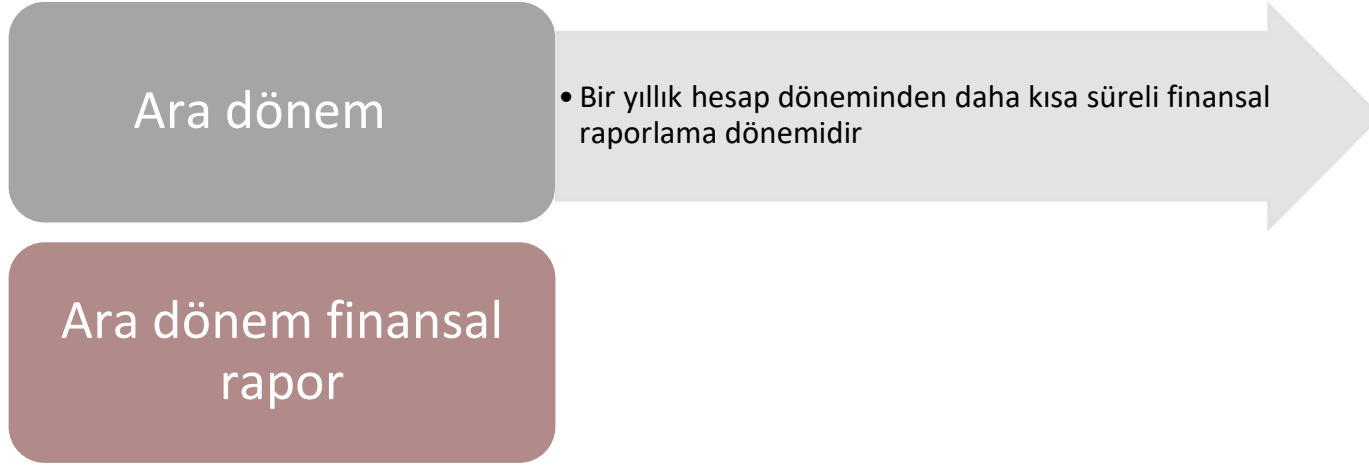 Ara dönem
• Bir yıllık hesap döneminden daha kısa süreli finansal
raporlama dönemidir
Ara dönem finansal
rapor